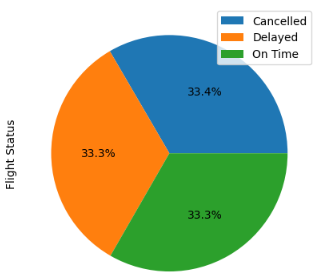 Cancelled
Delayed
On Time
33.4%
33.3%
Flight Status
33.3%